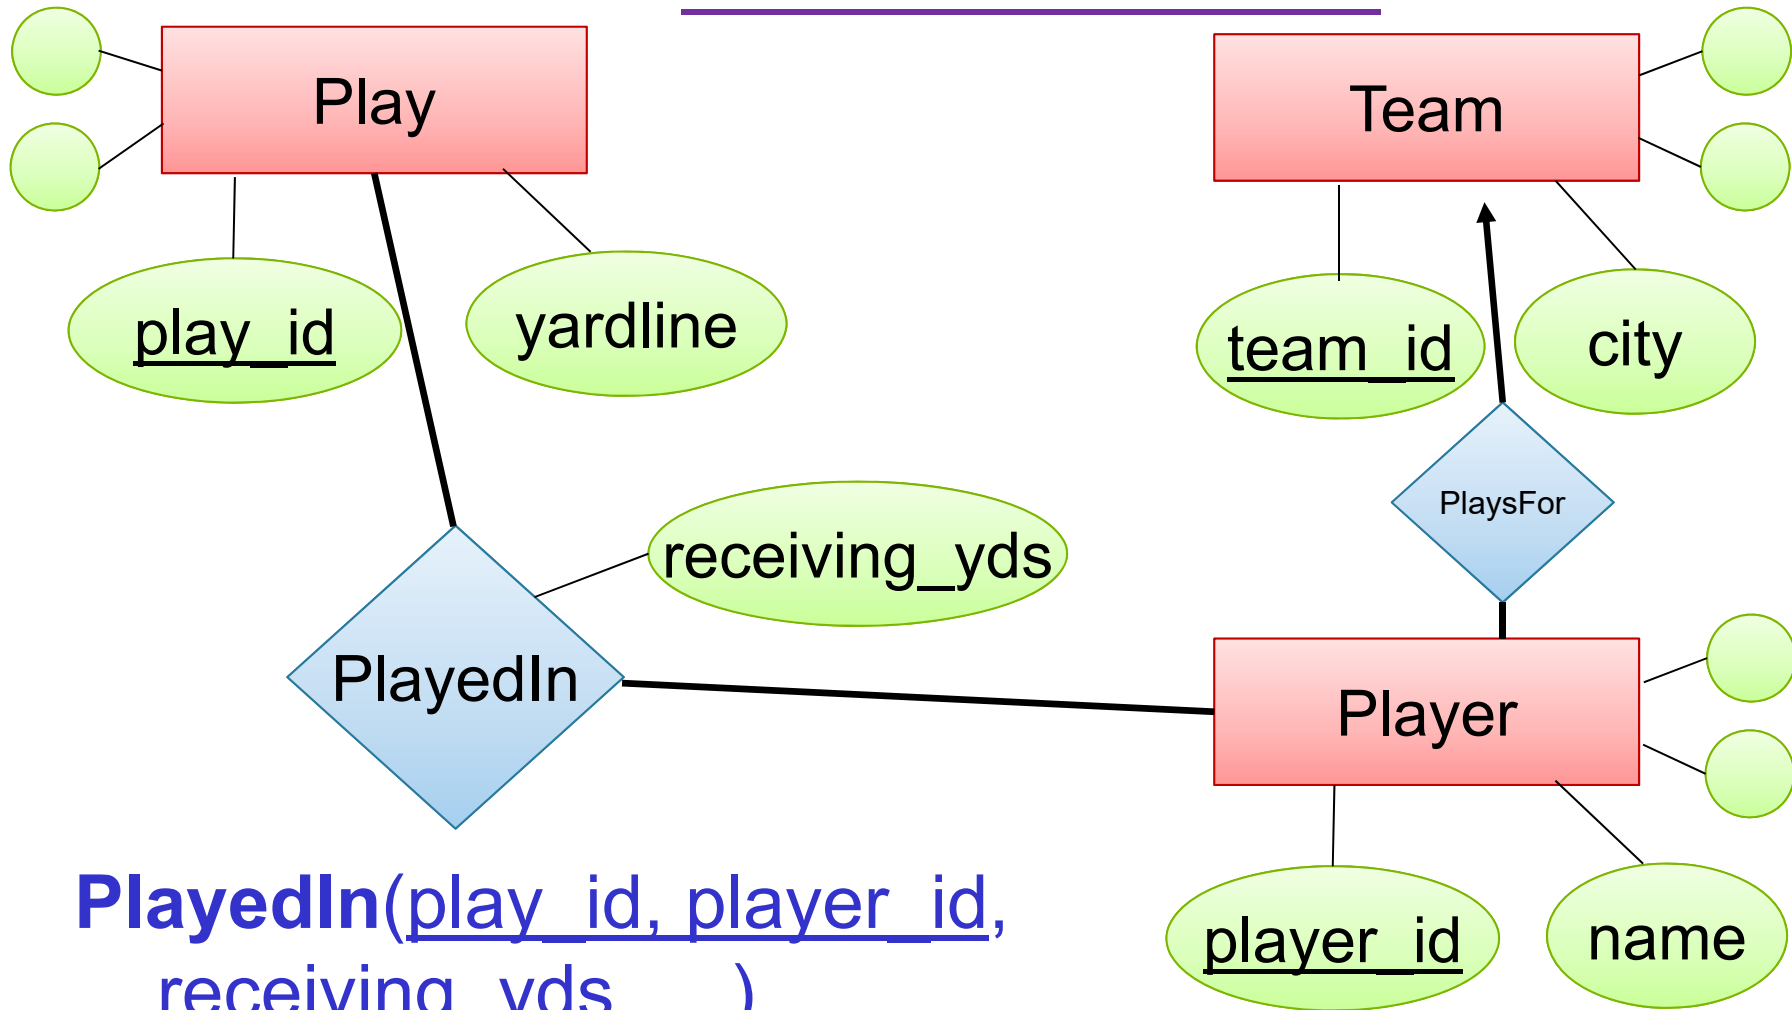 Play
Team
play_id
yardline
team_id
city
PlaysFor
receiving_yds
PlayedIn
Player
PlayedIn(play_id, player_id,
receiving_yds )
player_id
name